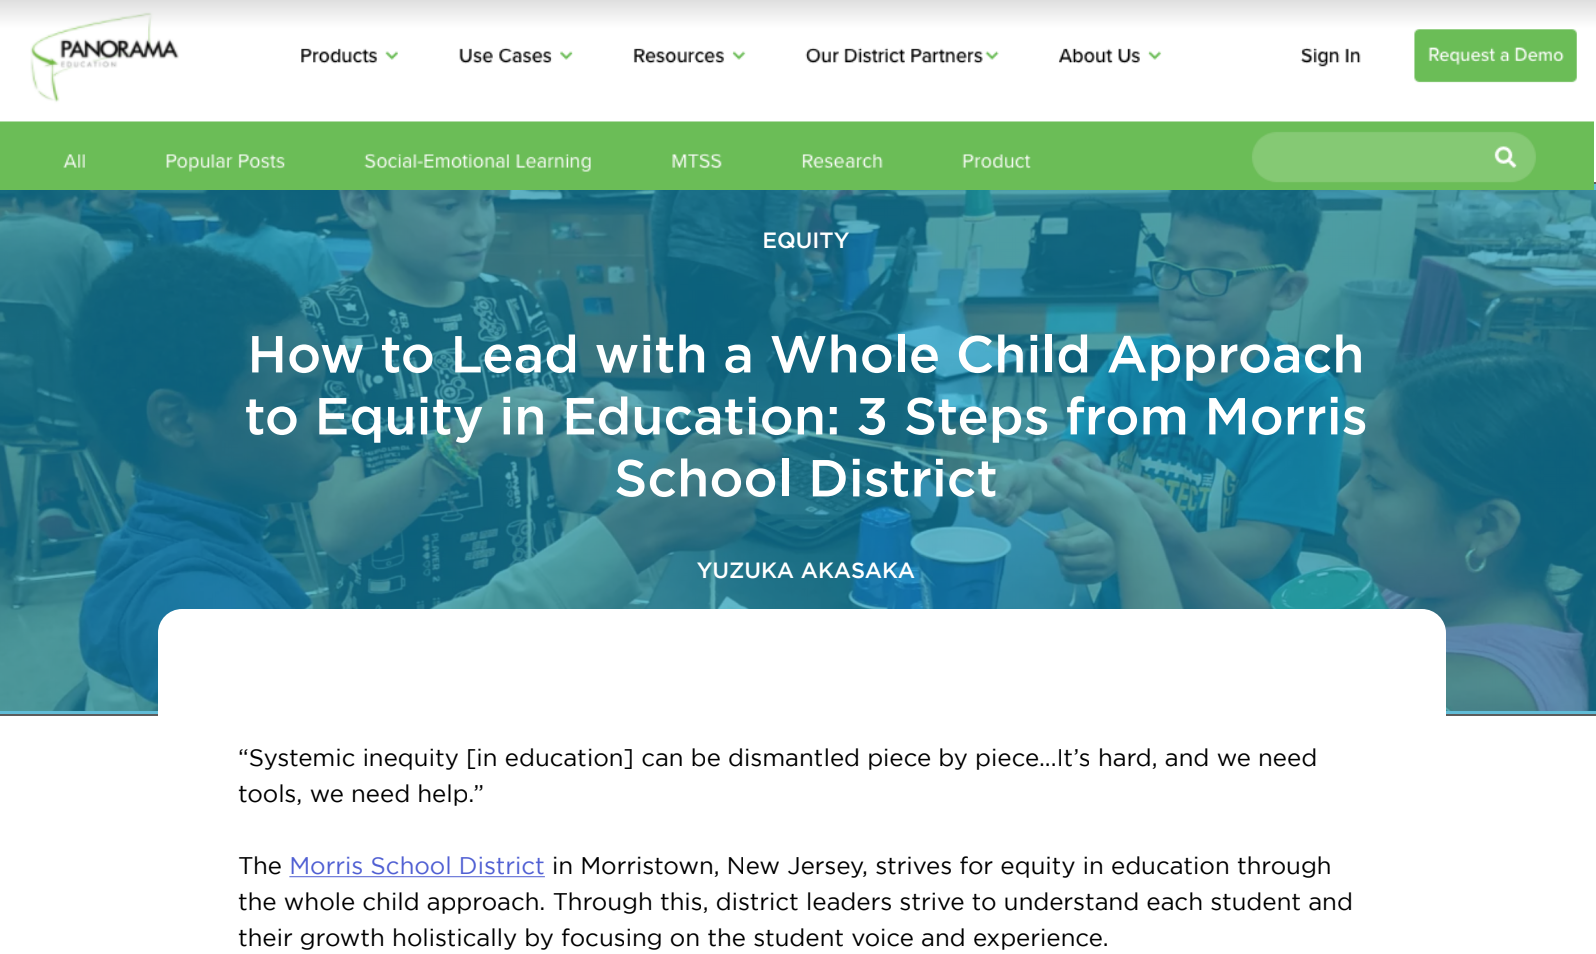 PANORAMA
EDUCATION
Products
Use Cases
Resources
Our District Partners
About Us
Sign In
Request a Demo
All
Popular Posts
Social-Emotional Learning
MTSS
Research
Product
EQUITY
How to Lead with a Whole Child Approach
to Equity in Education: 3 Steps from Morris
School District
YUZUKA AKASAKA
PLAYER 2
“Systemic inequity [in education] can be dismantled piece by piece...It’s hard, and we need
tools, we need help.”
The Morris School District in Morristown, New Jersey, strives for equity in education through
the whole child approach. Through this, district leaders strive to understand each student and
their growth holistically by focusing on the student voice and experience.